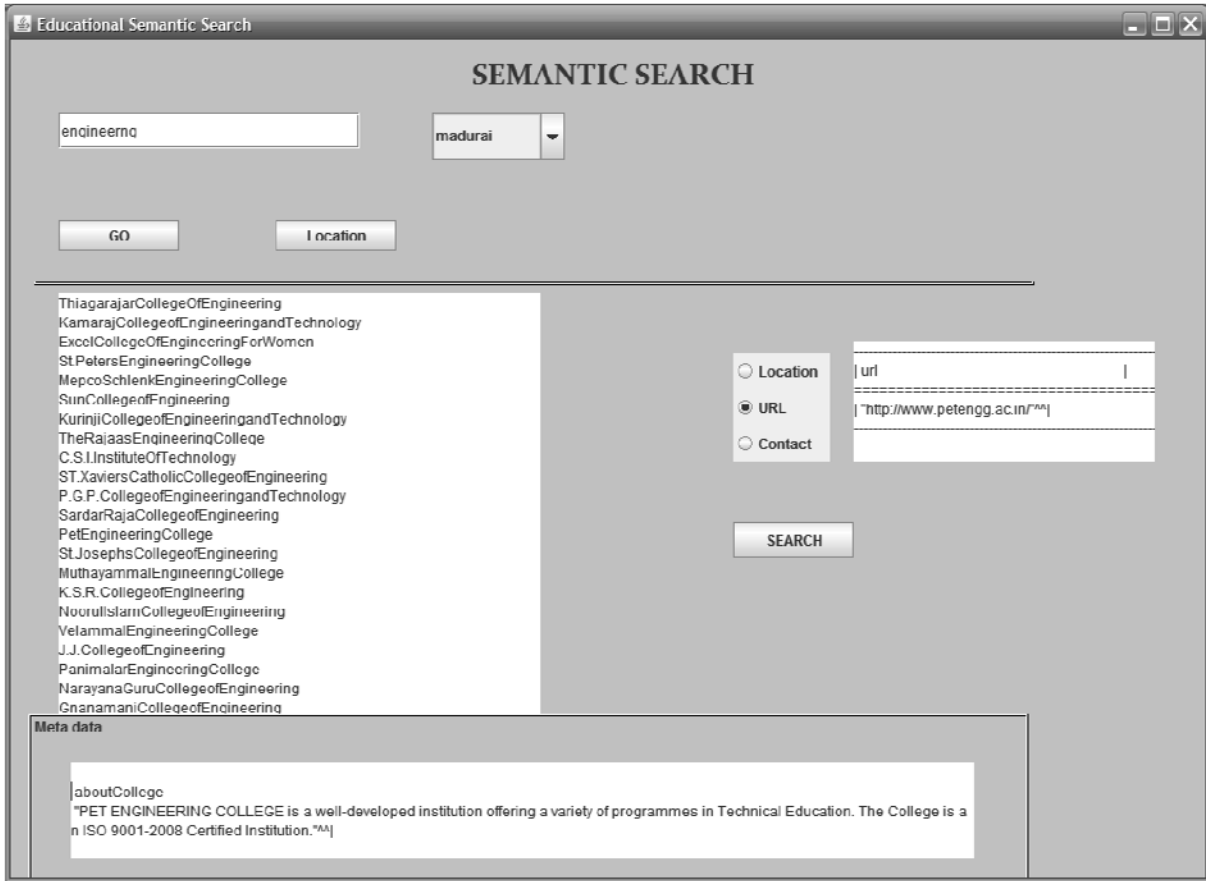 Educational Semantic Search
SEMANTIC SEARCH
engineerng
madurai
GO
Location
ThiagarajarCollegeOfEngineering
KamarajCollegeofEngineeringandTechnology
ExcelCollegeOfEngineeringForWomen
St.PetersEngineeringCollege
MepcoSchlenkEngineeringCollege
SunCollegeofEngineering
KurinjiCollegeofEngineeringandTechnology
TheRajaasEngineeringCollege
C.S.I.InstituteOfTechnology
ST.XaviersCatholicCollegeofEngineering
P.G.P.CollegeofEngineeringandTechnology
SardarRajaCollegeofEngineering
PetEngineeringCollege
St.JosephsCollegeofEngineering
MuthayammalEngineeringCollege
K.S.R.CollegeofEngineering
NoorulIslamCollegeofEngineering
VelammalEngineeringCollege
J.J.CollegeofEngineering
PanimalarEngineeringCollege
NarayanaGuruCollegeofEngineering
GnanamaniCollegeofEngineering
Location
URL
Contact
| url |
| "http://www.petengg.ac.in/"^^|
SEARCH
Meta data
aboutCollege
"PET ENGINEERING COLLEGE is a well-developed institution offering a variety of programmes in Technical Education. The College is a
n ISO 9001-2008 Certified Institution."^^|